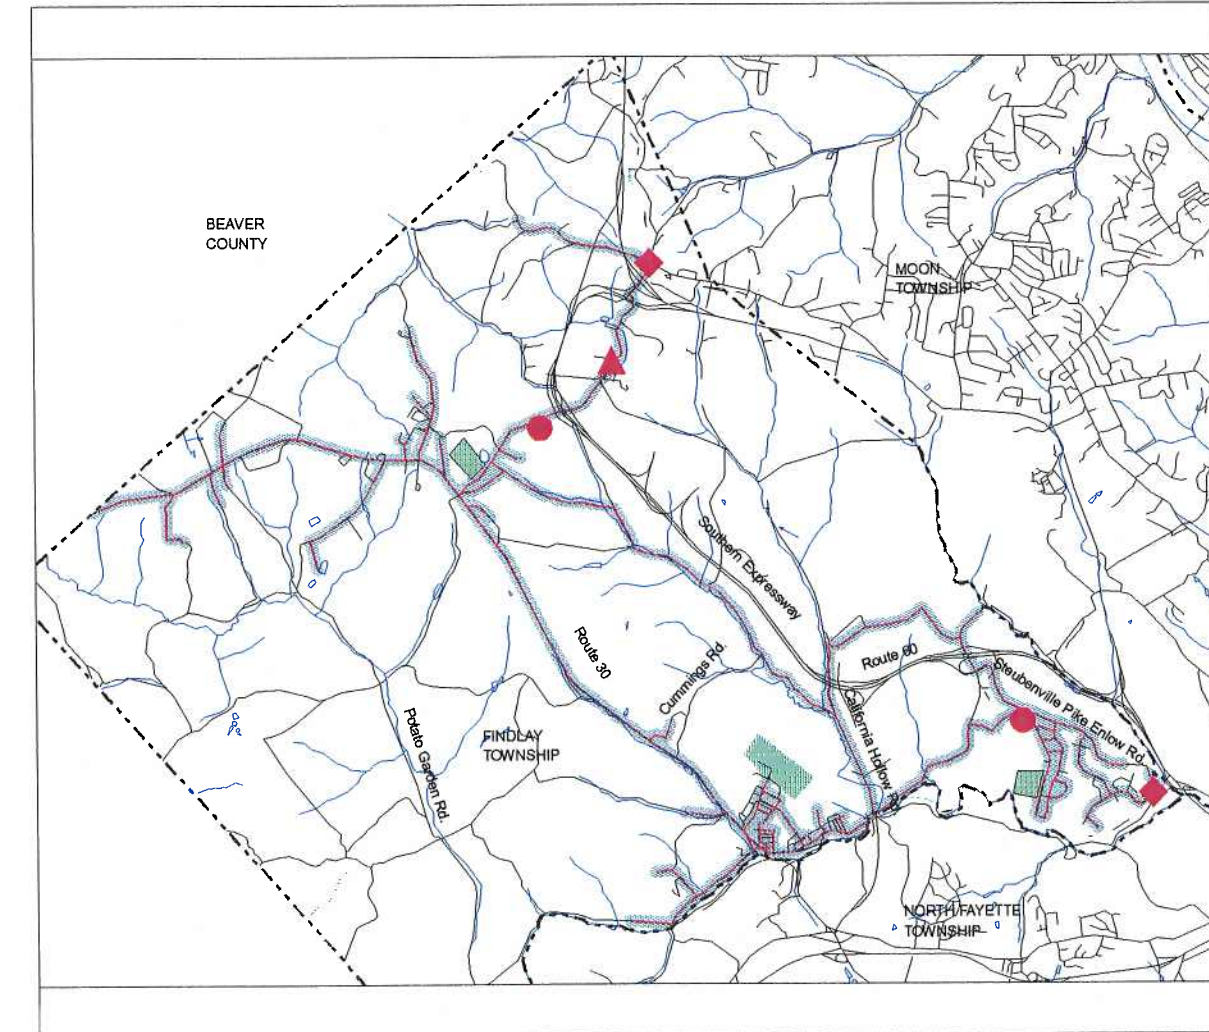 BEAVER
COUNTY
MOON
TOWNSHIP
Southern Expressway
Route 30
Cummings Rd.
Route 60
Steubenville Pike Enlow Rd.
California Hollow Rd.
Potato Garden Rd.
FINDLAY
TOWNSHIP
NORTH FAYETTE
TOWNSHIP